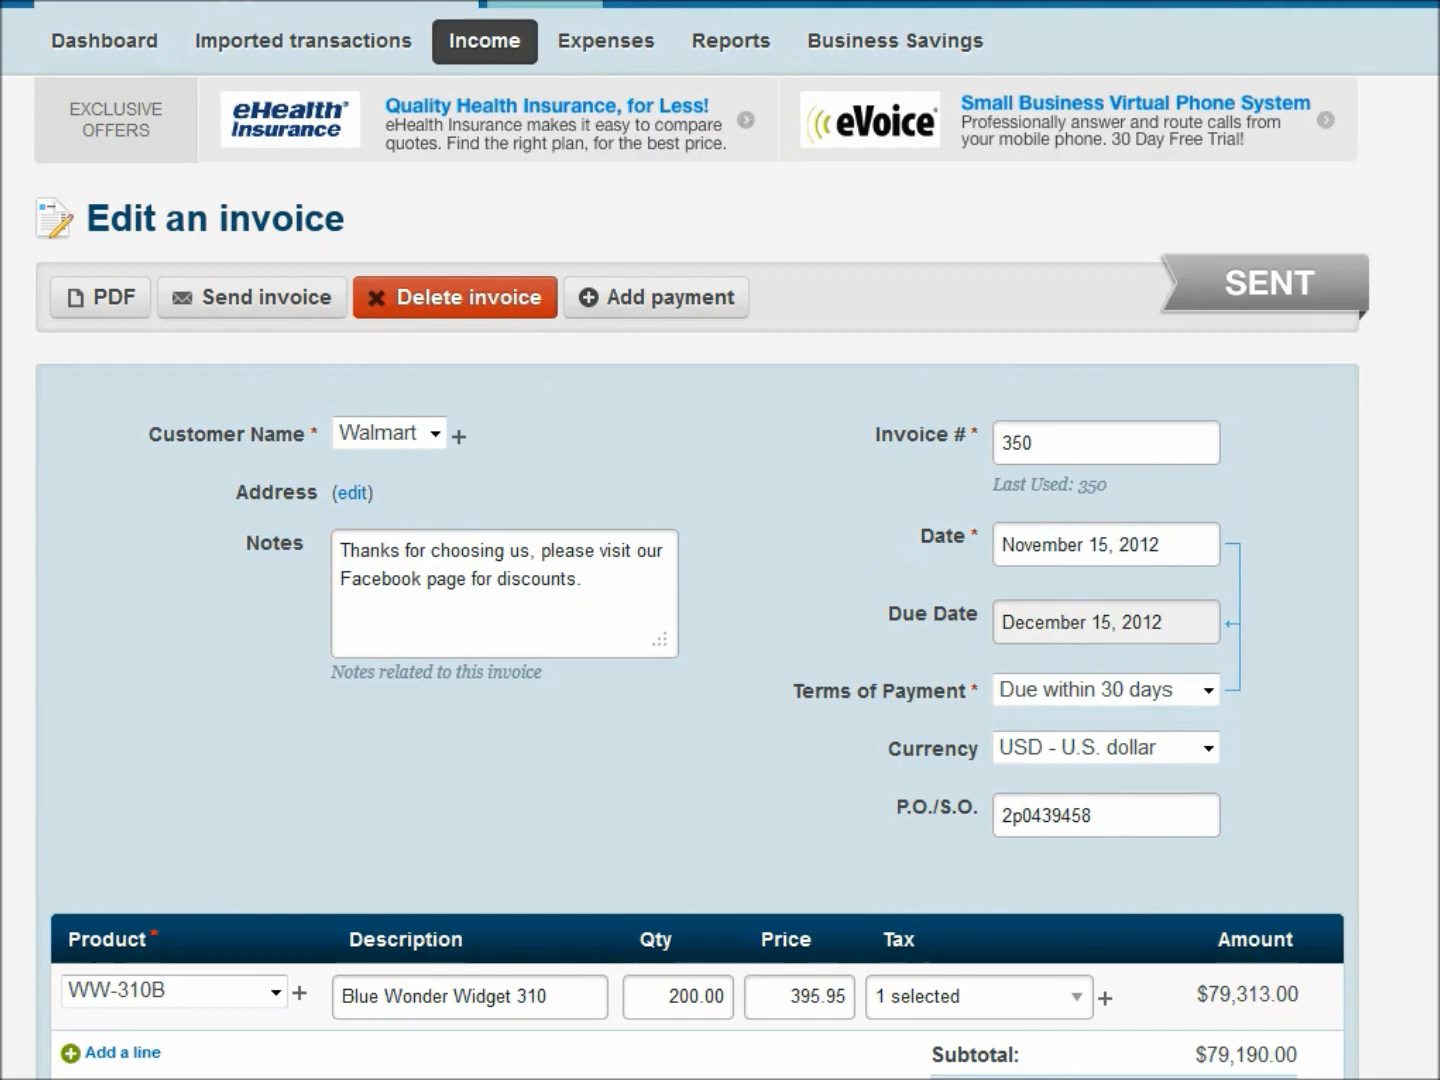 Dashboard Imported transactions Income Expenses Reports Business Savings
EXCLUSIVE OFFERS
eHealth Insurance
Quality Health Insurance, for Less!
eHealth Insurance makes it easy to compare
quotes. Find the right plan, for the best price.
eVoice
Small Business Virtual Phone System
Professionally answer and route calls from
your mobile phone. 30 Day Free Trial!
Edit an invoice
PDF Send invoice Delete invoice Add payment
SENT
Customer Name * Walmart
Address (edit)
Notes
Thanks for choosing us, please visit our
Facebook page for discounts.
Notes related to this invoice
Invoice # * 350
Last Used: 350
Date * November 15, 2012
Due Date December 15, 2012
Terms of Payment * Due within 30 days
Currency USD - U.S. dollar
P.O./S.O. 2p0439458
Product * Description Qty Price Tax Amount
WW-310B Blue Wonder Widget 310 200.00 395.95 1 selected $79,313.00
Add a line Subtotal: $79,190.00